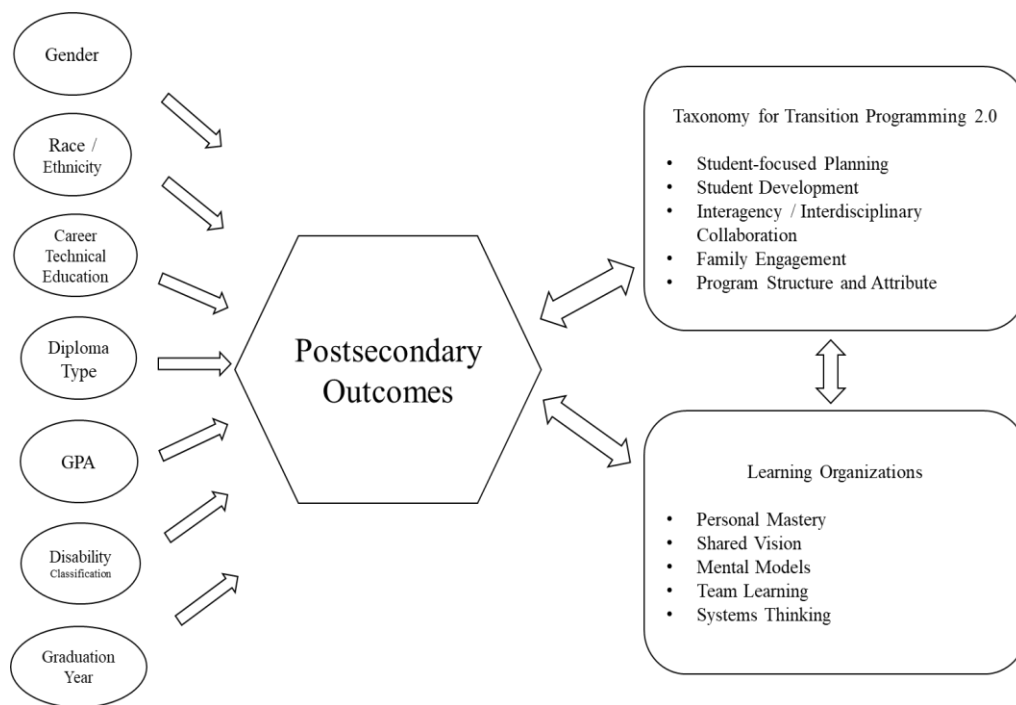 Gender
Race /
Ethnicity
Career
Technical
Education
Diploma
Type
GPA
Disability
Classification
Graduation
Year
Postsecondary
Outcomes
Taxonomy for Transition Programming 2.0
• Student-focused Planning
• Student Development
• Interagency / Interdisciplinary
Collaboration
• Family Engagement
• Program Structure and Attribute
Learning Organizations
• Personal Mastery
• Shared Vision
• Mental Models
• Team Learning
• Systems Thinking